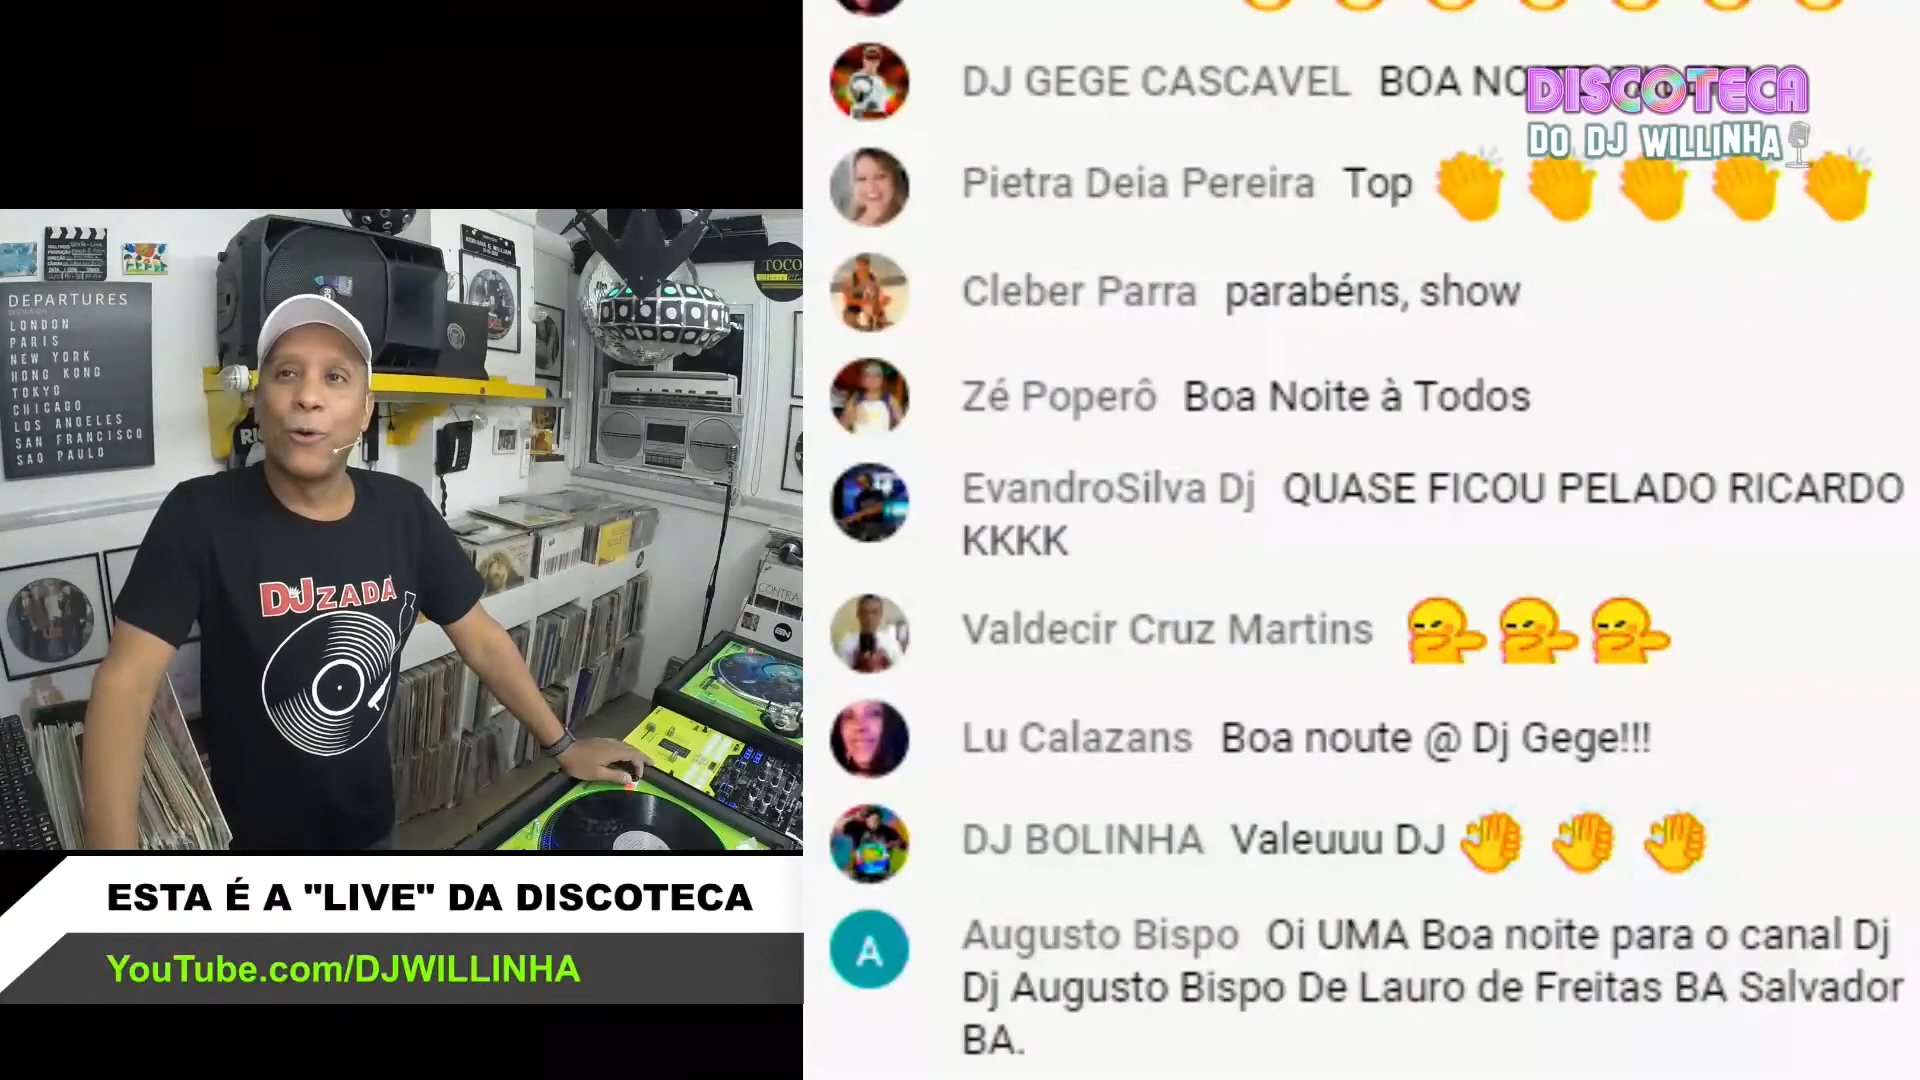 DJ GEGE CASCAVEL BOA
DISCOTECA
DO DJ WILLINHA
Pietra Deia Pereira Top 👏 👏 👏 👏 👏
Cleber Parra parabéns, show
Zé Poperô Boa Noite à Todos
EvandroSilva Dj QUASE FICOU PELADO RICARDO
KKKK
Valdecir Cruz Martins
Lu Calazans Boa noute @ Dj Gege!!!
DJ BOLINHA Valeuuu DJ 👋 👋 👋
A
Augusto Bispo Oi UMA Boa noite para o canal Dj
Dj Augusto Bispo De Lauro de Freitas BA Salvador
BA.
TOCO
DEPARTURES
LONDON
PARIS
NEW YORK
HONG KONG
TOKYO
CHICAGO
LOS ANGELES
SAN FRANCISCO
SAO PAULO
DJZADA
CONTRA
ESTA É A "LIVE" DA DISCOTECA
YouTube.com/DJWILLINHA